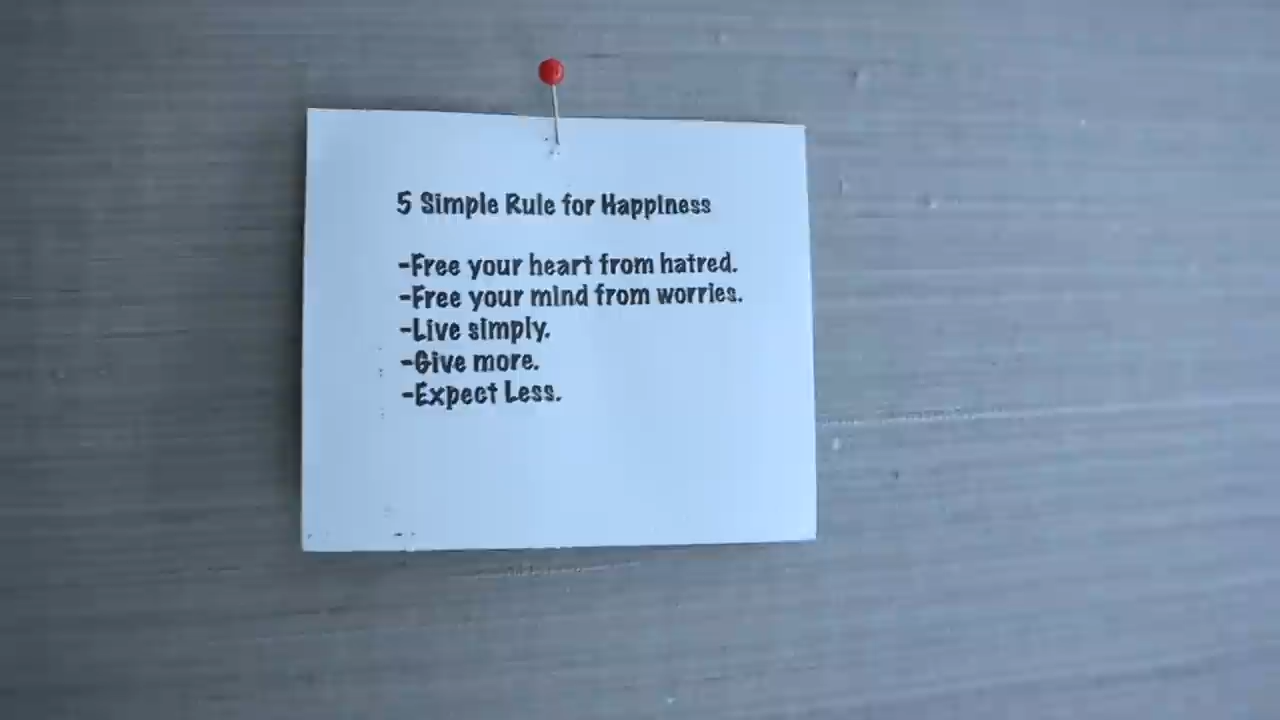 5 Simple Rule for Happiness
-Free your heart from hatred.
-Free your mind from worries.
-Live simply.
-Give more.
-Expect Less.